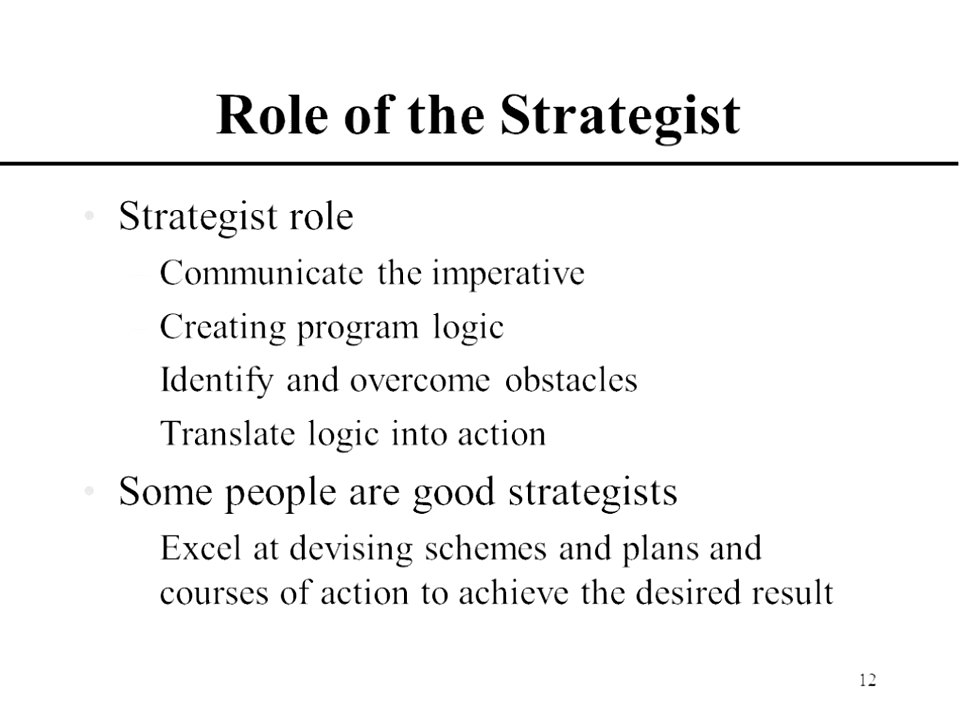 Role of the Strategist
• Strategist role
Communicate the imperative
Creating program logic
Identify and overcome obstacles
Translate logic into action
• Some people are good strategists
Excel at devising schemes and plans and
courses of action to achieve the desired result
12